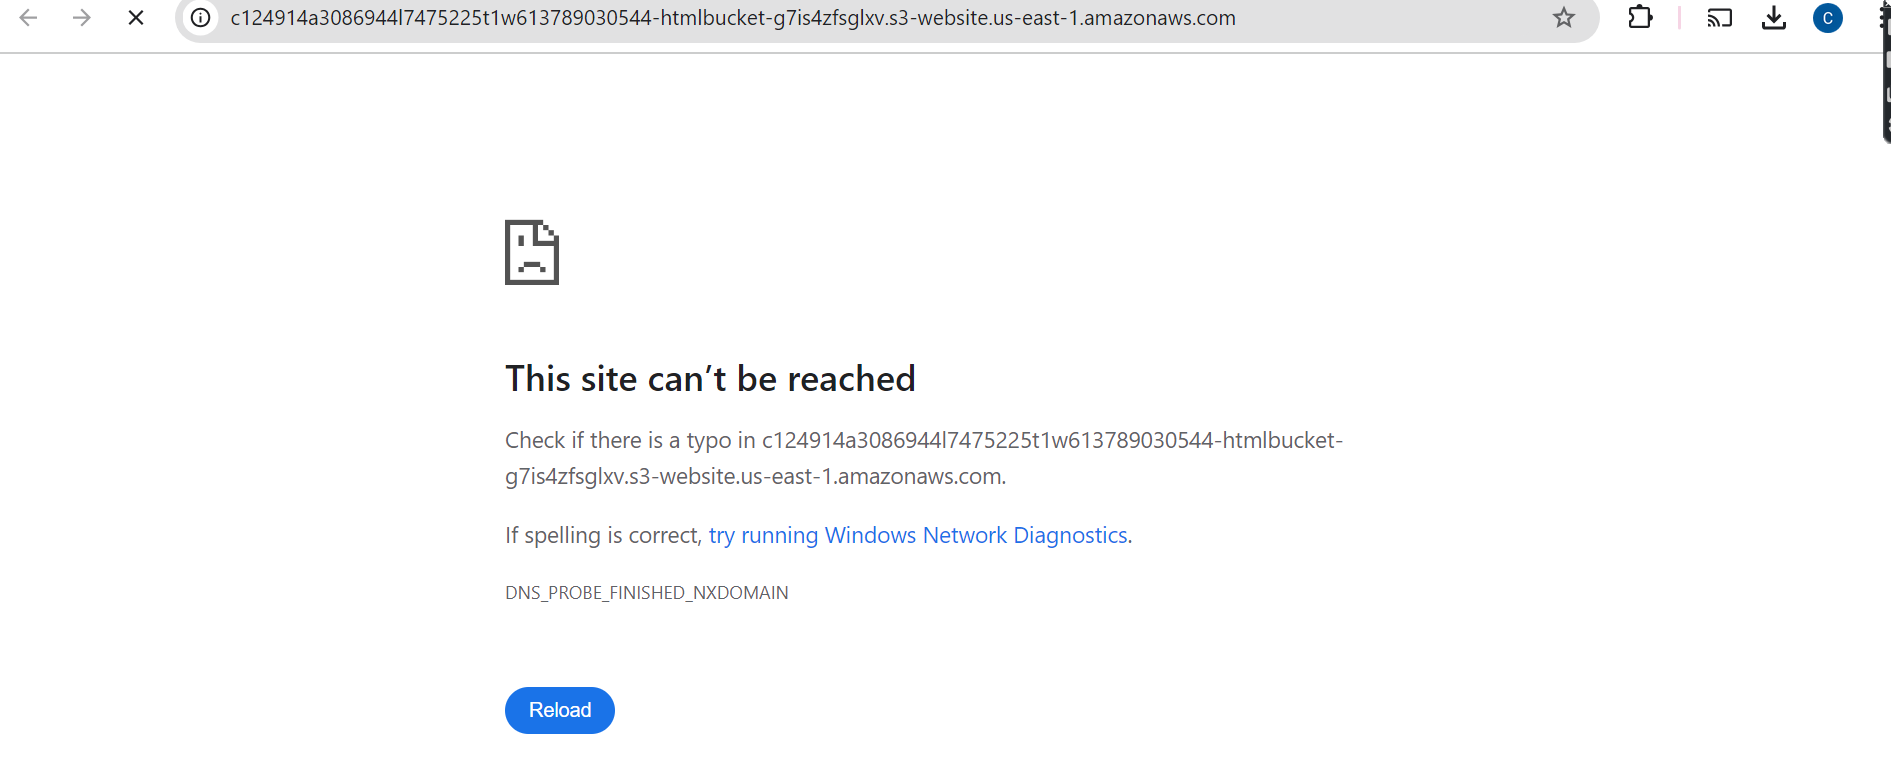 c124914a3086944l7475225t1w613789030544-htmlbucket-g7is4zfsglxv.s3-website.us-east-1.amazonaws.com
C
This site can’t be reached
Check if there is a typo in c124914a3086944l7475225t1w613789030544-htmlbucket-
g7is4zfsglxv.s3-website.us-east-1.amazonaws.com.
If spelling is correct, try running Windows Network Diagnostics.
DNS_PROBE_FINISHED_NXDOMAIN
Reload